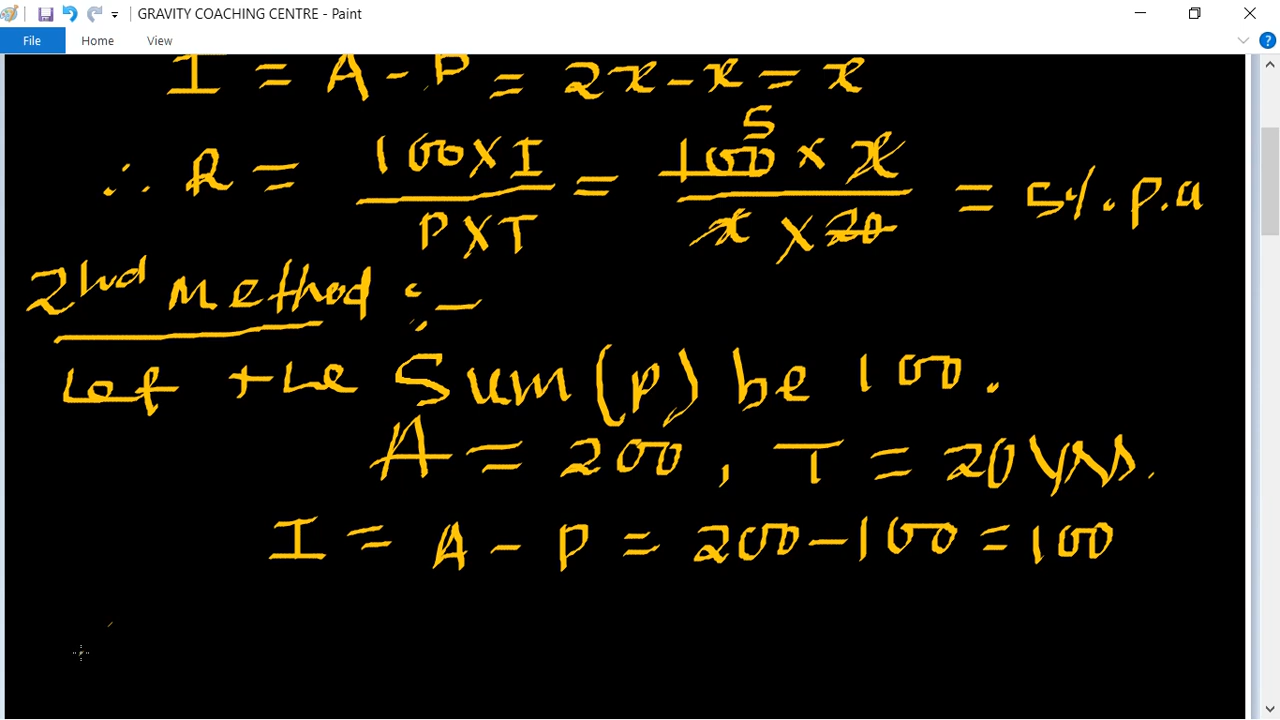 GRAVITY COACHING CENTRE - Paint
File Home View
I = A - P = 2x - x = x
∴ R = 100 × I / P × T = 100 5 × x / x × 20 = 5% . p.a
2nd Method :-
Let the Sum (P) be 100.
A = 200 , T = 20 yrs.
I = A - P = 200 - 100 = 100